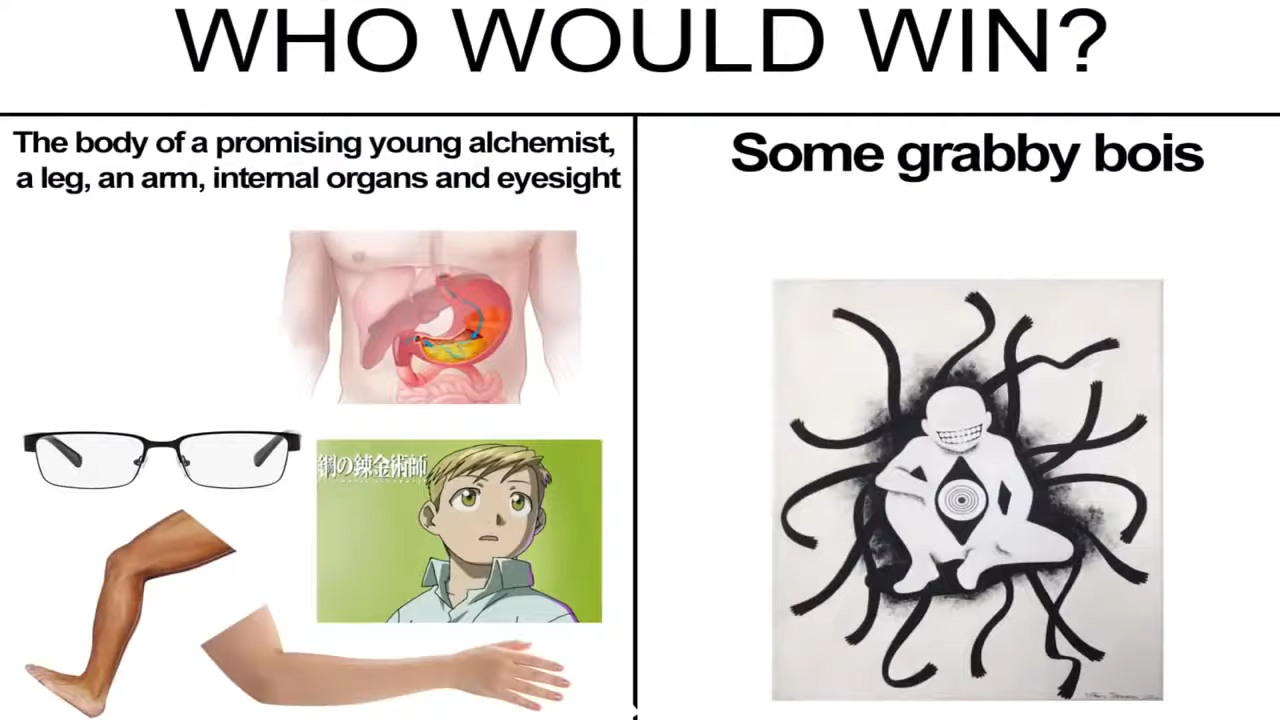 WHO WOULD WIN?
The body of a promising young alchemist,
a leg, an arm, internal organs and eyesight
Some grabby bois
鋼の錬金術師